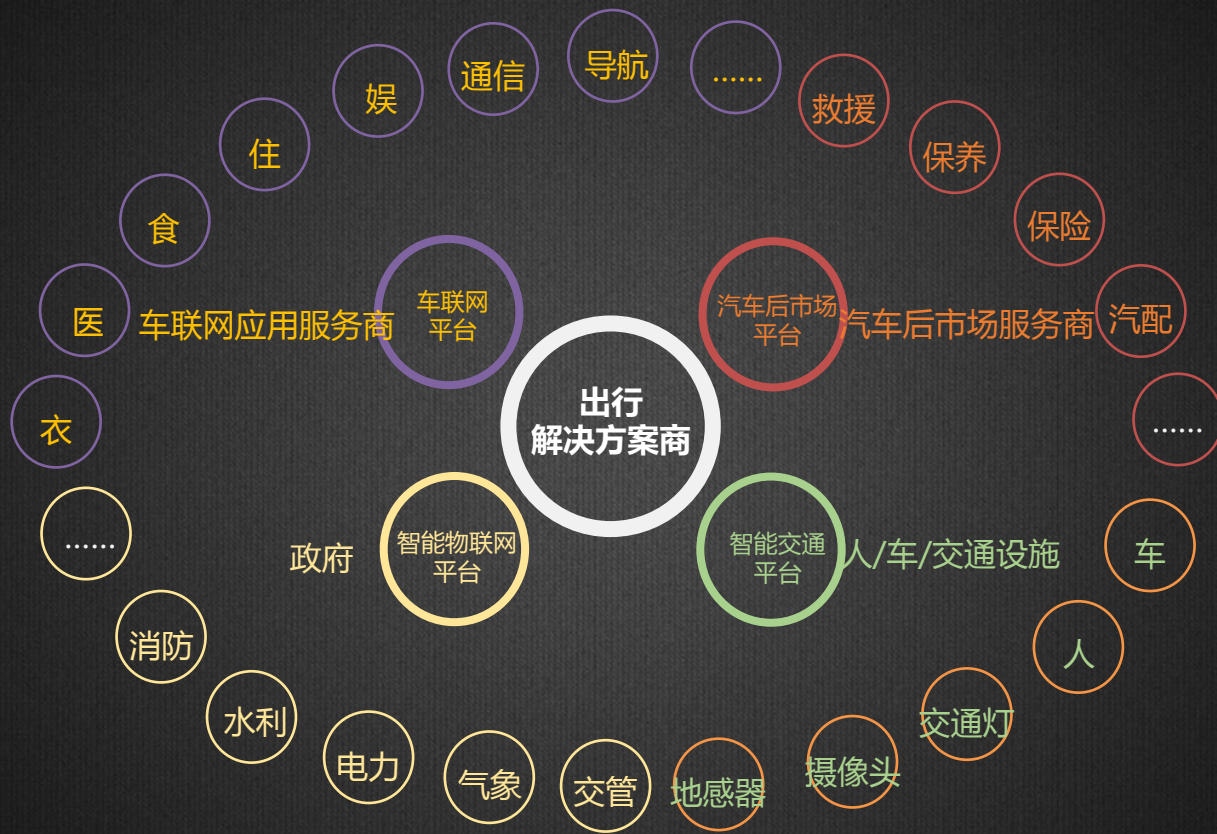 导航
通信
......
娱
救援
住
保养
食
保险
医
车联网应用服务商
车联网
平台
汽车后市场
平台
汽车后市场服务商
汽配
衣
出行
解决方案商
......
......
政府
智能物联网
平台
智能交通
平台
人/车/交通设施
车
消防
人
水利
交通灯
电力
气象
交管
地感器
摄像头